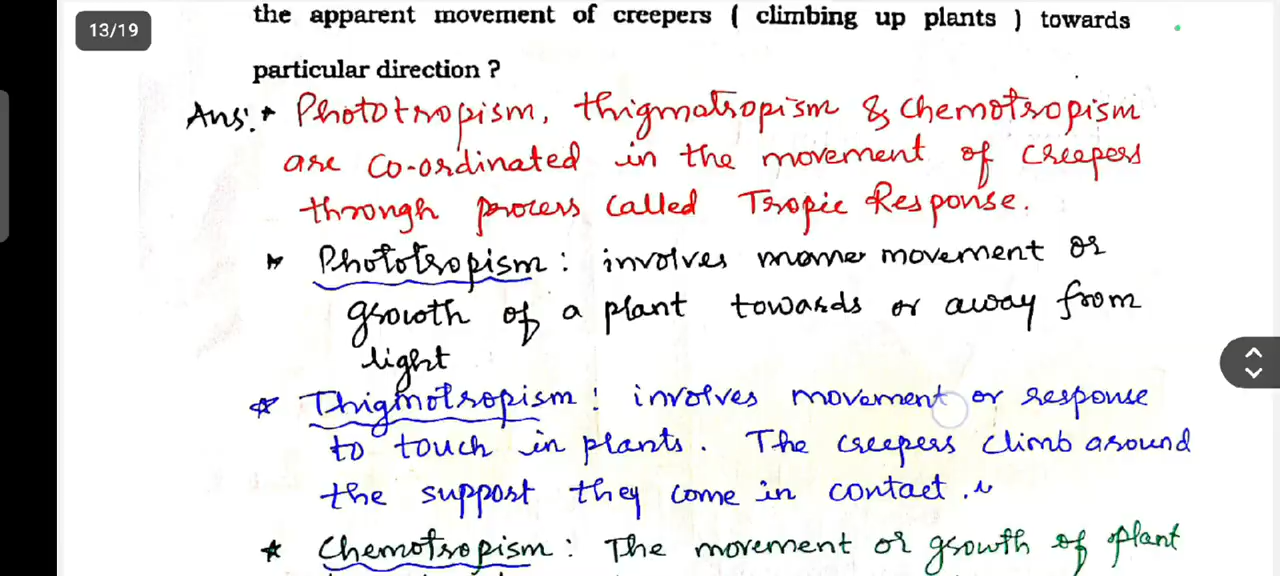 13/19
the apparent movement of creepers ( climbing up plants ) towards
particular direction ?
Ans:* Phototropism, thigmatropism & Chemotropism
are co-ordinated in the movement of Creepers
through process called Tropic Response.
Phototropism : involves movement or
growth of a plant towards or away from
light
* Thigmotropism : involves movement or response
to touch in plants. The creepers climb around
the support they come in contact.
* Chemotropism : The movement or growth of plant